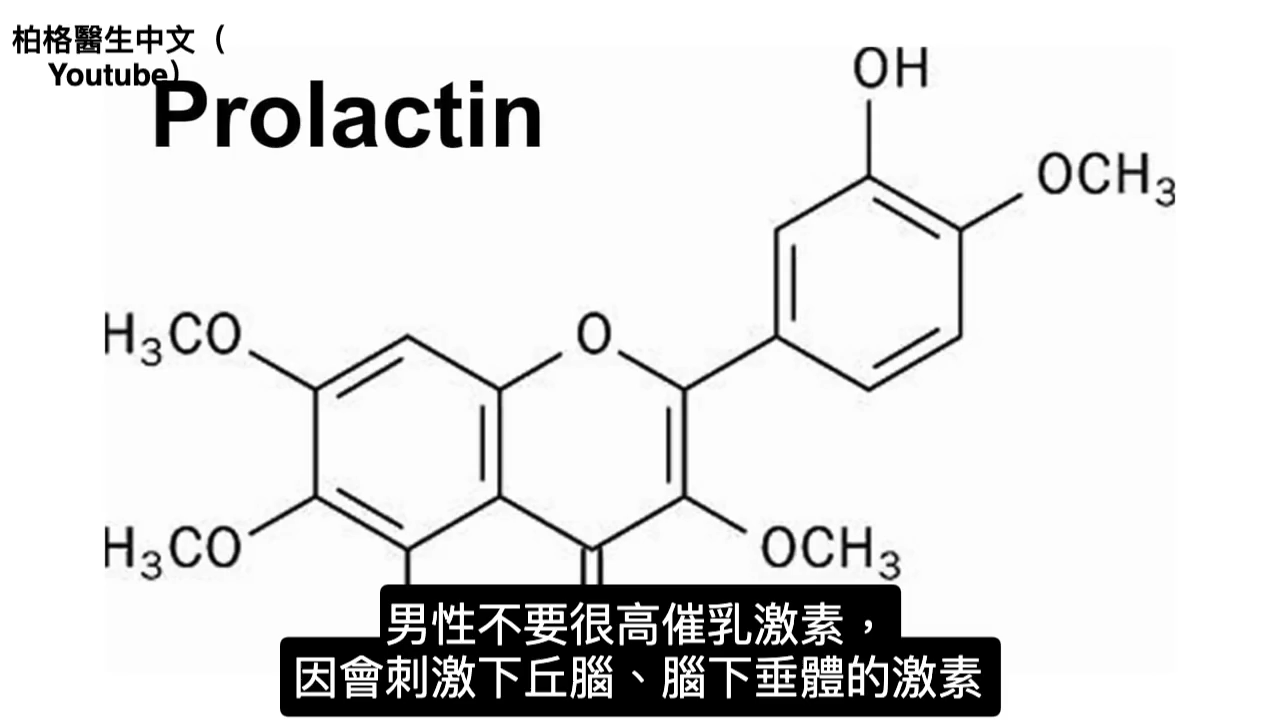 柏格醫生中文（
Youtube）
Prolactin
OH
OCH₃
H₃CO
O
H₃CO
OCH₃
男性不要很高催乳激素，
因會刺激下丘腦、腦下垂體的激素